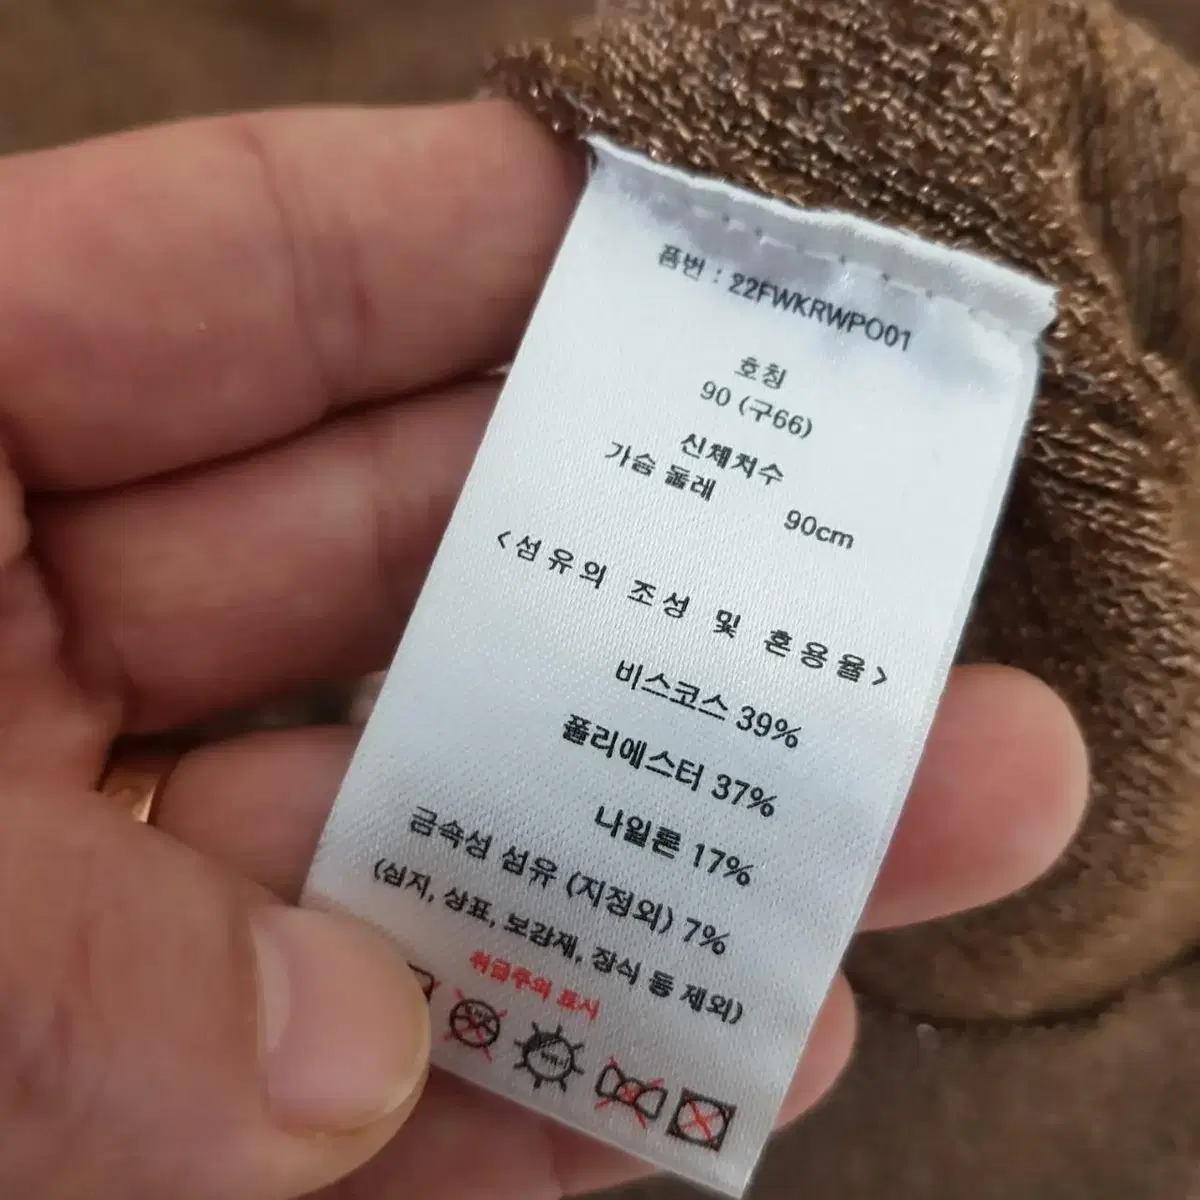 품번 : 22FWKRWPO01
호칭
90 (구66)
신체처수
가슴 둘레
90cm
<섬유의 조성 및 혼용율>
비스코스 39%
폴리에스터 37%
나일론 17%
금속성 섬유 (지정외) 7%
(심지, 상표, 보강재, 장식 등 제외)
취급주의 표시